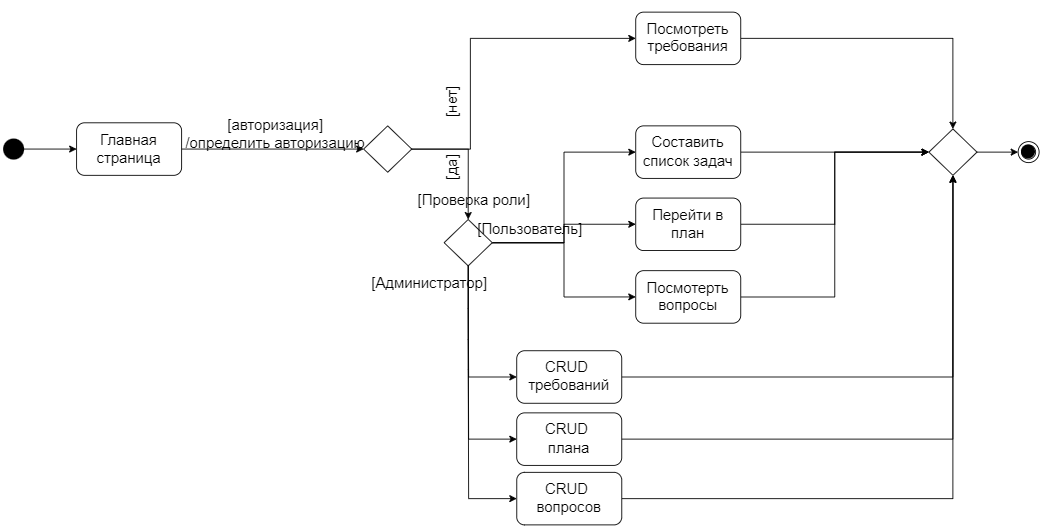 Посмотреть
требования
[нет]
[авторизация]
/определить авторизацию
Главная
страница
[да]
Составить
список задач
[Проверка роли]
[Пользователь]
Перейти в
план
[Администратор]
Посмотерть
вопросы
CRUD
требований
CRUD
плана
CRUD
вопросов